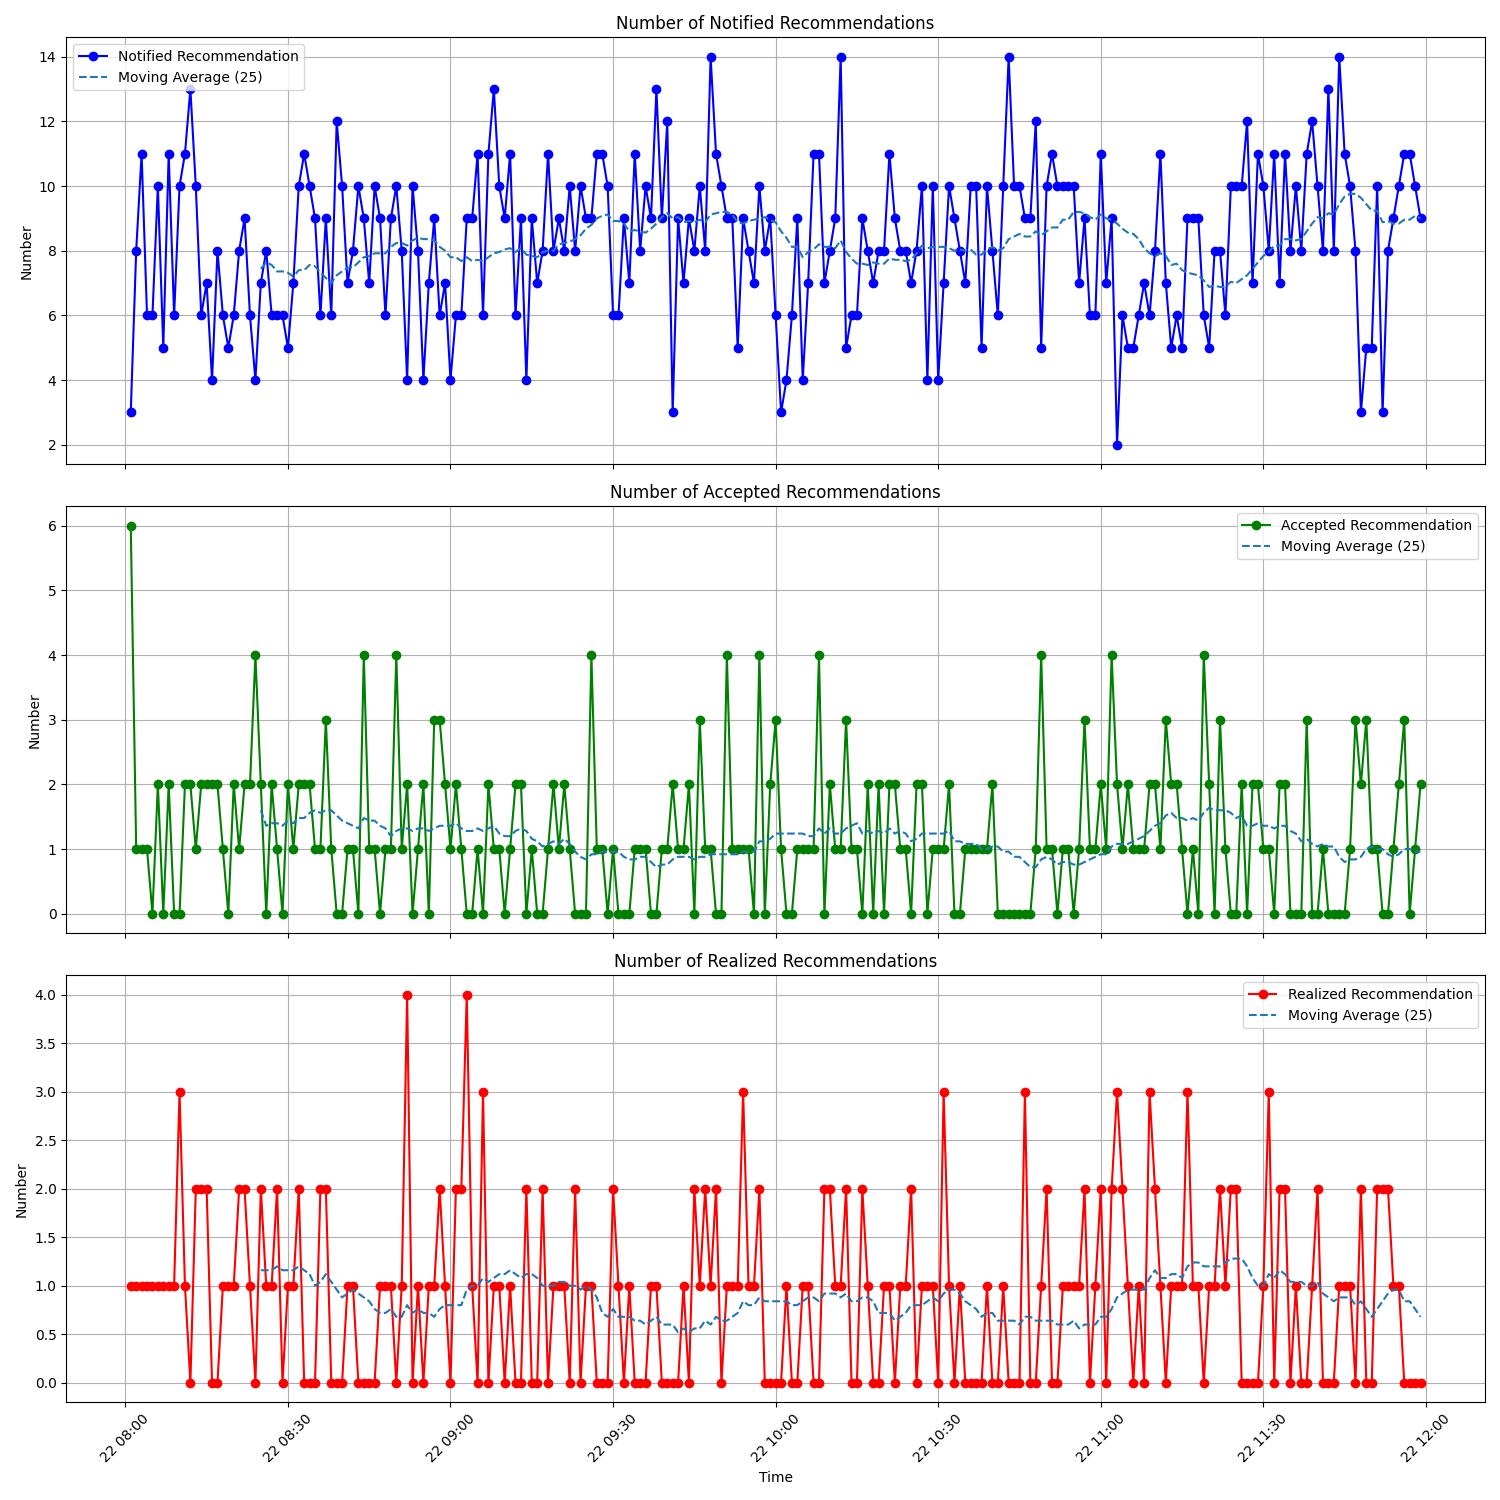 Number of Notified Recommendations
Notified Recommendation
Moving Average (25)
Number
14
12
10
8
6
4
2
Number of Accepted Recommendations
Accepted Recommendation
Moving Average (25)
Number
6
5
4
3
2
1
0
Number of Realized Recommendations
Realized Recommendation
Moving Average (25)
Number
4.0
3.5
3.0
2.5
2.0
1.5
1.0
0.5
0.0
22 08:00
22 08:30
22 09:00
22 09:30
22 10:00
22 10:30
22 11:00
22 11:30
22 12:00
Time